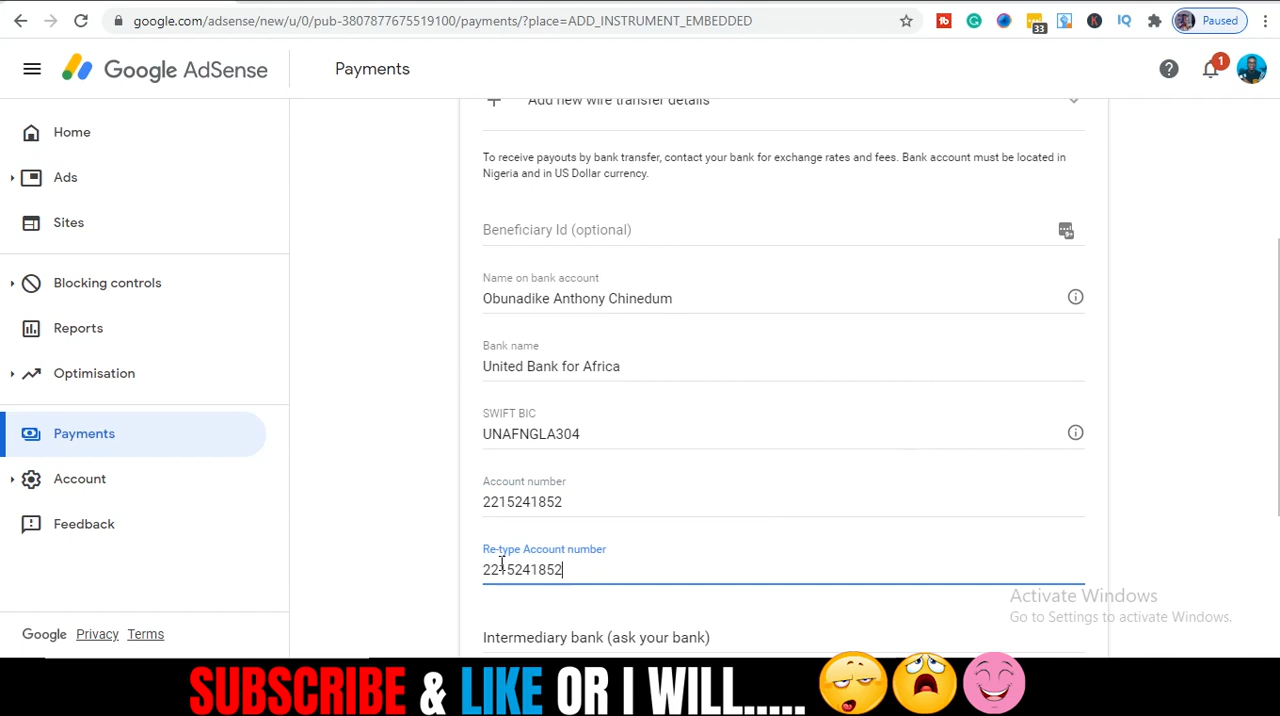 google.com/adsense/new/u/0/pub-3807877675519100/payments/?place=ADD_INSTRUMENT_EMBEDDED
33
IQ
K
Paused
Google AdSense
Payments
1
Home
Ads
Sites
Blocking controls
Reports
Optimisation
Payments
Account
Feedback
Google Privacy Terms
Add new wire transfer details
To receive payouts by bank transfer, contact your bank for exchange rates and fees. Bank account must be located in
Nigeria and in US Dollar currency.
Beneficiary Id (optional)
Name on bank account
Obunadike Anthony Chinedum
Bank name
United Bank for Africa
SWIFT BIC
UNAFNGLA304
Account number
2215241852
Re-type Account number
2215241852
Intermediary bank (ask your bank)
Activate Windows
Go to Settings to activate Windows.
SUBSCRIBE & LIKE OR I WILL.....